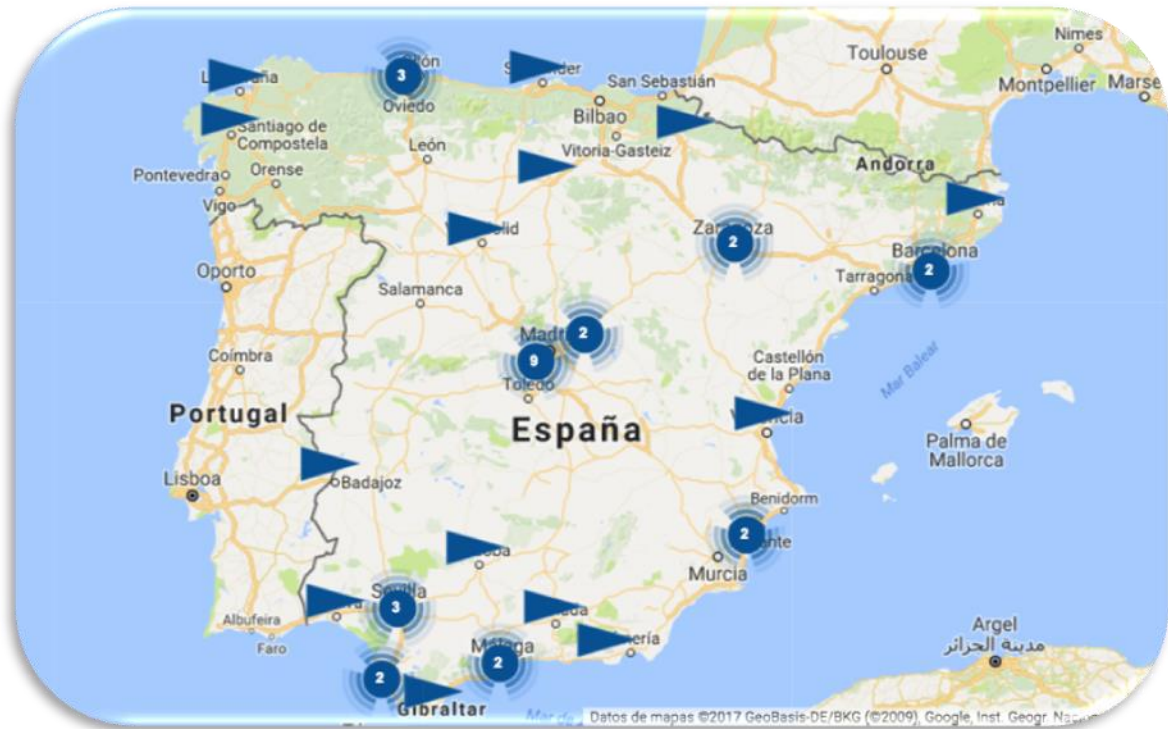 Nimes
Toulouse
Montpellier
3
Oviedo
San Sebastián
Bilbao
Santiago de
Compostela
León
Vitoria-Gasteiz
Andorra
Pontevedra
Orense
Vigo
2
Barcelona
2
Tarragona
Oporto
Salamanca
2
9
Toledo
Coímbra
Castellón
de la Plana
Mar Balear
Portugal
España
Palma de
Mallorca
Lisboa
Badajoz
Benidorm
2
Murcia
3
Albufeira
Faro
Argel
مدينة الجزائر
2
2
Gibraltar
Datos de mapas ©2017 GeoBasis-DE/BKG (©2009), Google, Inst. Geogr.